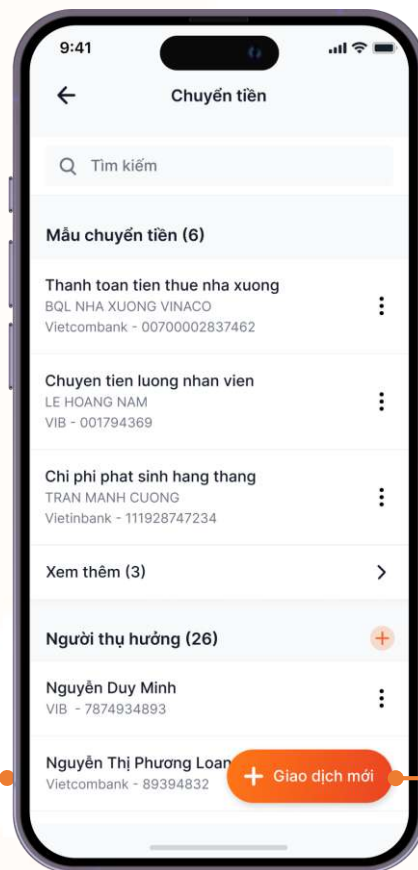 9:41
Chuyển tiền
Tìm kiếm
Mẫu chuyển tiền (6)
Thanh toan tien thue nha xuong
BQL NHA XUONG VINACO
Vietcombank - 00700002837462
Chuyen tien luong nhan vien
LE HOANG NAM
VIB - 001794369
Chi phi phat sinh hang thang
TRAN MANH CUONG
Vietinbank - 111928747234
Xem thêm (3)
Người thụ hưởng (26)
Nguyễn Duy Minh
VIB - 7874934893
Nguyễn Thị Phương Loan
Vietcombank - 89394832
Giao dịch mới